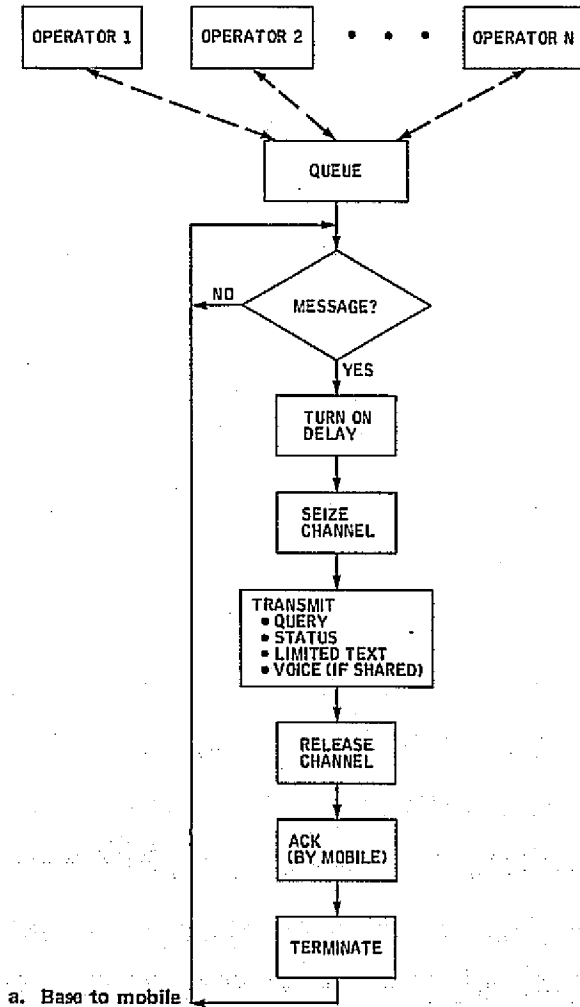 OPERATOR 1 OPERATOR 2 • • • OPERATOR N
QUEUE
NO
MESSAGE?
YES
TURN ON
DELAY
SEIZE
CHANNEL
TRANSMIT
• QUERY
• STATUS
• LIMITED TEXT
• VOICE (IF SHARED)
RELEASE
CHANNEL
ACK
(BY MOBILE)
TERMINATE
a. Base to mobile